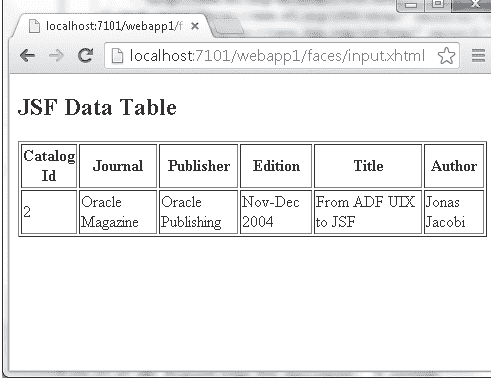 localhost:7101/webapp1/f
localhost:7101/webapp1/faces/input.xhtml
JSF Data Table
Catalog Id Journal Publisher Edition Title Author
2 Oracle Magazine Oracle Publishing Nov-Dec 2004 From ADF UIX to JSF Jonas Jacobi